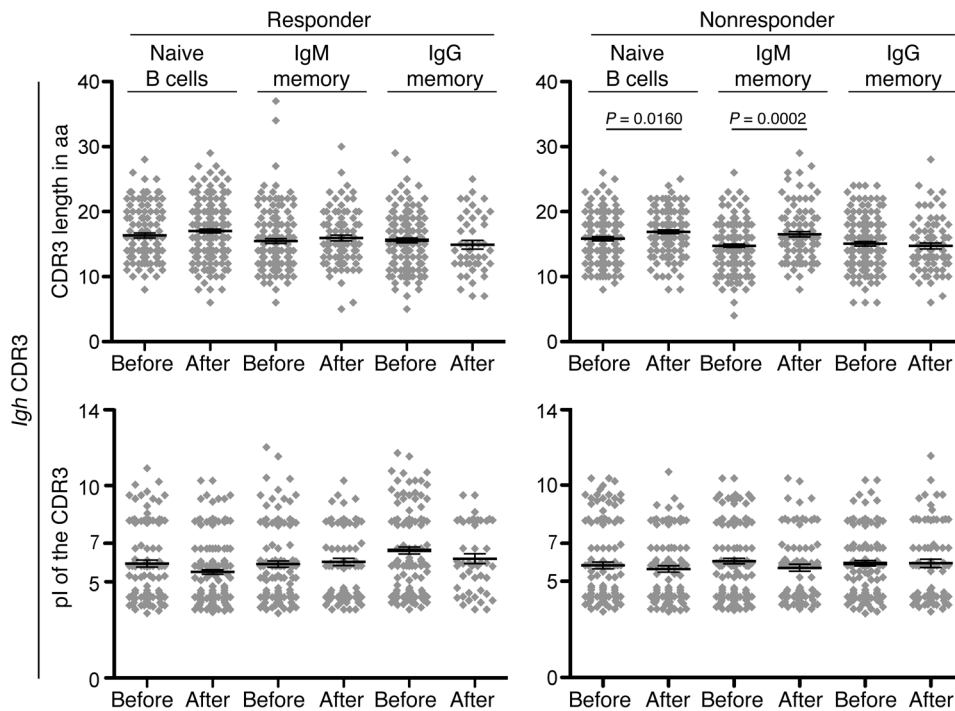 Responder
Nonresponder
Naive
B cells
IgM
memory
IgG
memory
Naive
B cells
IgM
memory
IgG
memory
P = 0.0160
P = 0.0002
Igh CDR3
CDR3 length in aa
40
30
20
10
0
40
30
20
10
0
Before After Before After Before After
Before After Before After Before After
pI of the CDR3
14
10
7
5
0
14
10
7
5
0
Before After Before After Before After
Before After Before After Before After